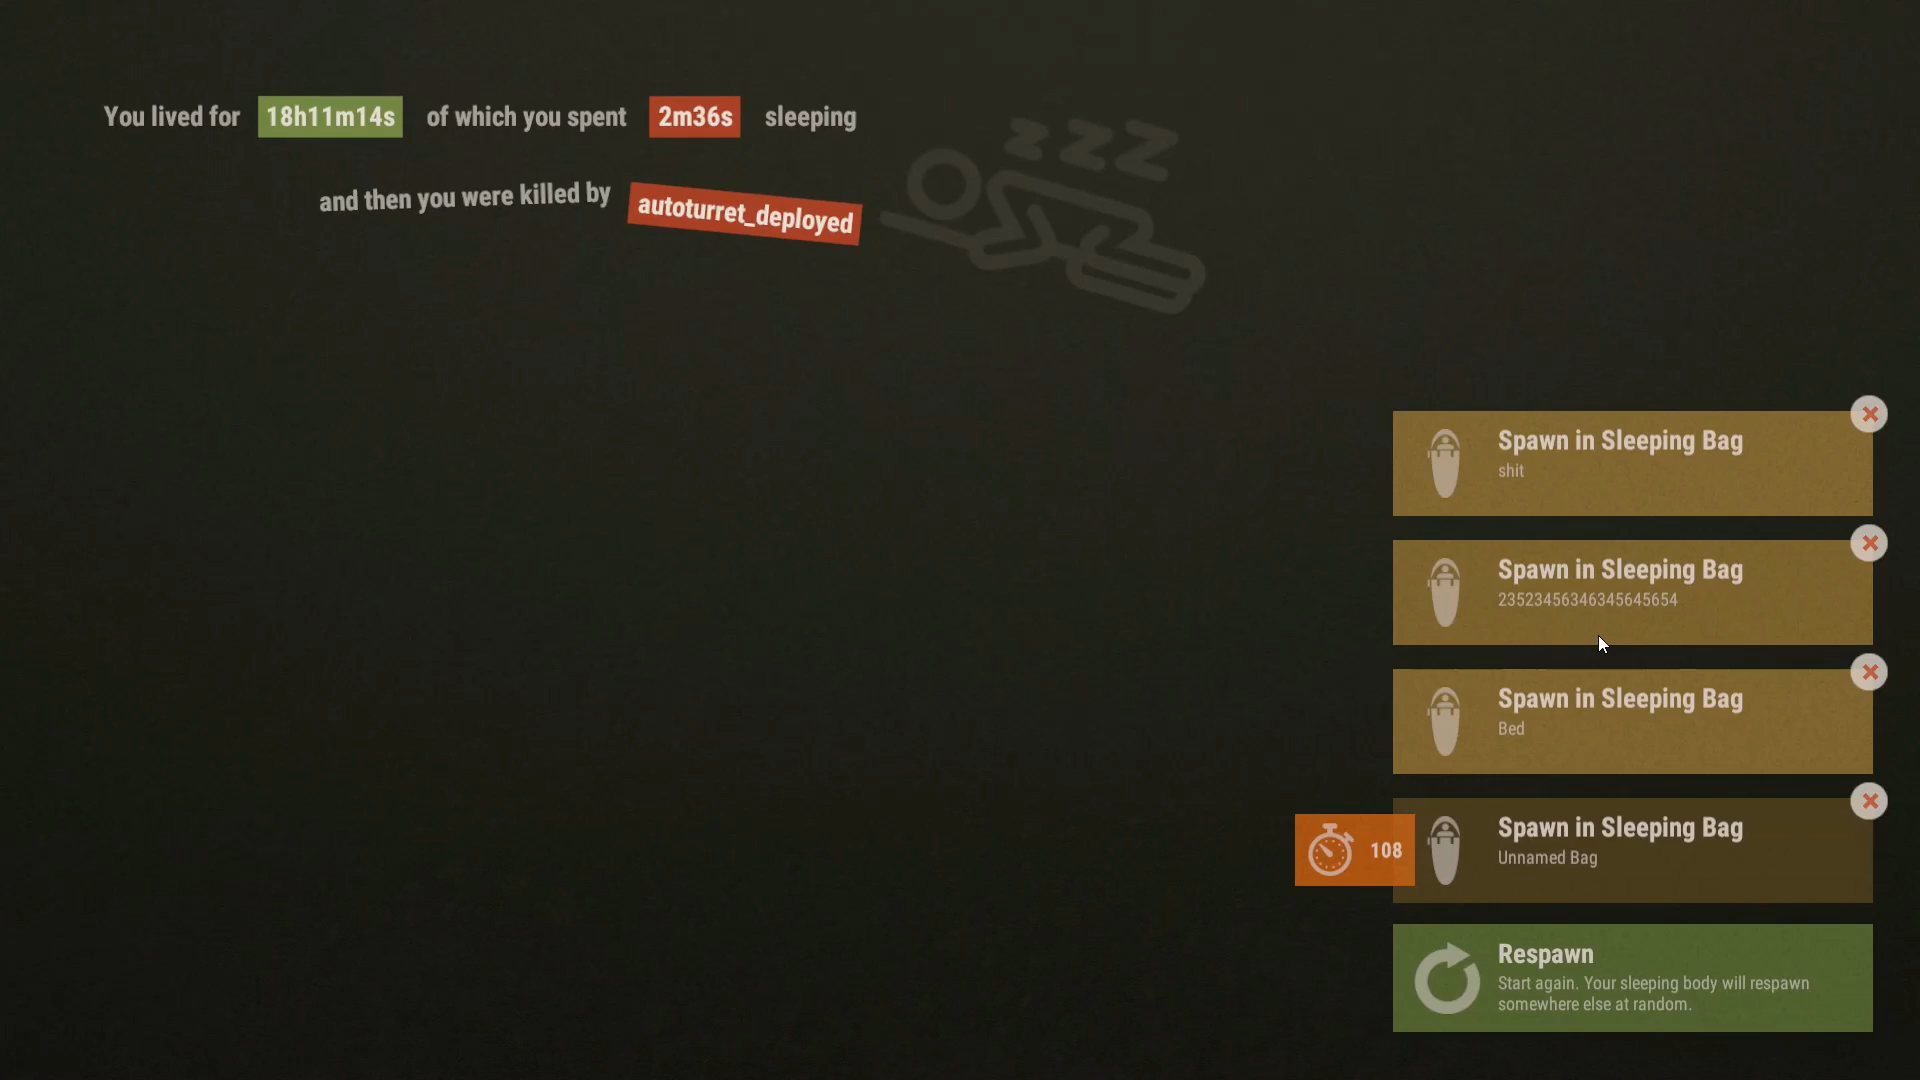 You lived for 18h11m14s of which you spent 2m36s sleeping
zzz
and then you were killed by autoturret_deployed
Spawn in Sleeping Bag
shit
Spawn in Sleeping Bag
23523456346345645654
Spawn in Sleeping Bag
Bed
108
Spawn in Sleeping Bag
Unnamed Bag
Respawn
Start again. Your sleeping body will respawn
somewhere else at random.